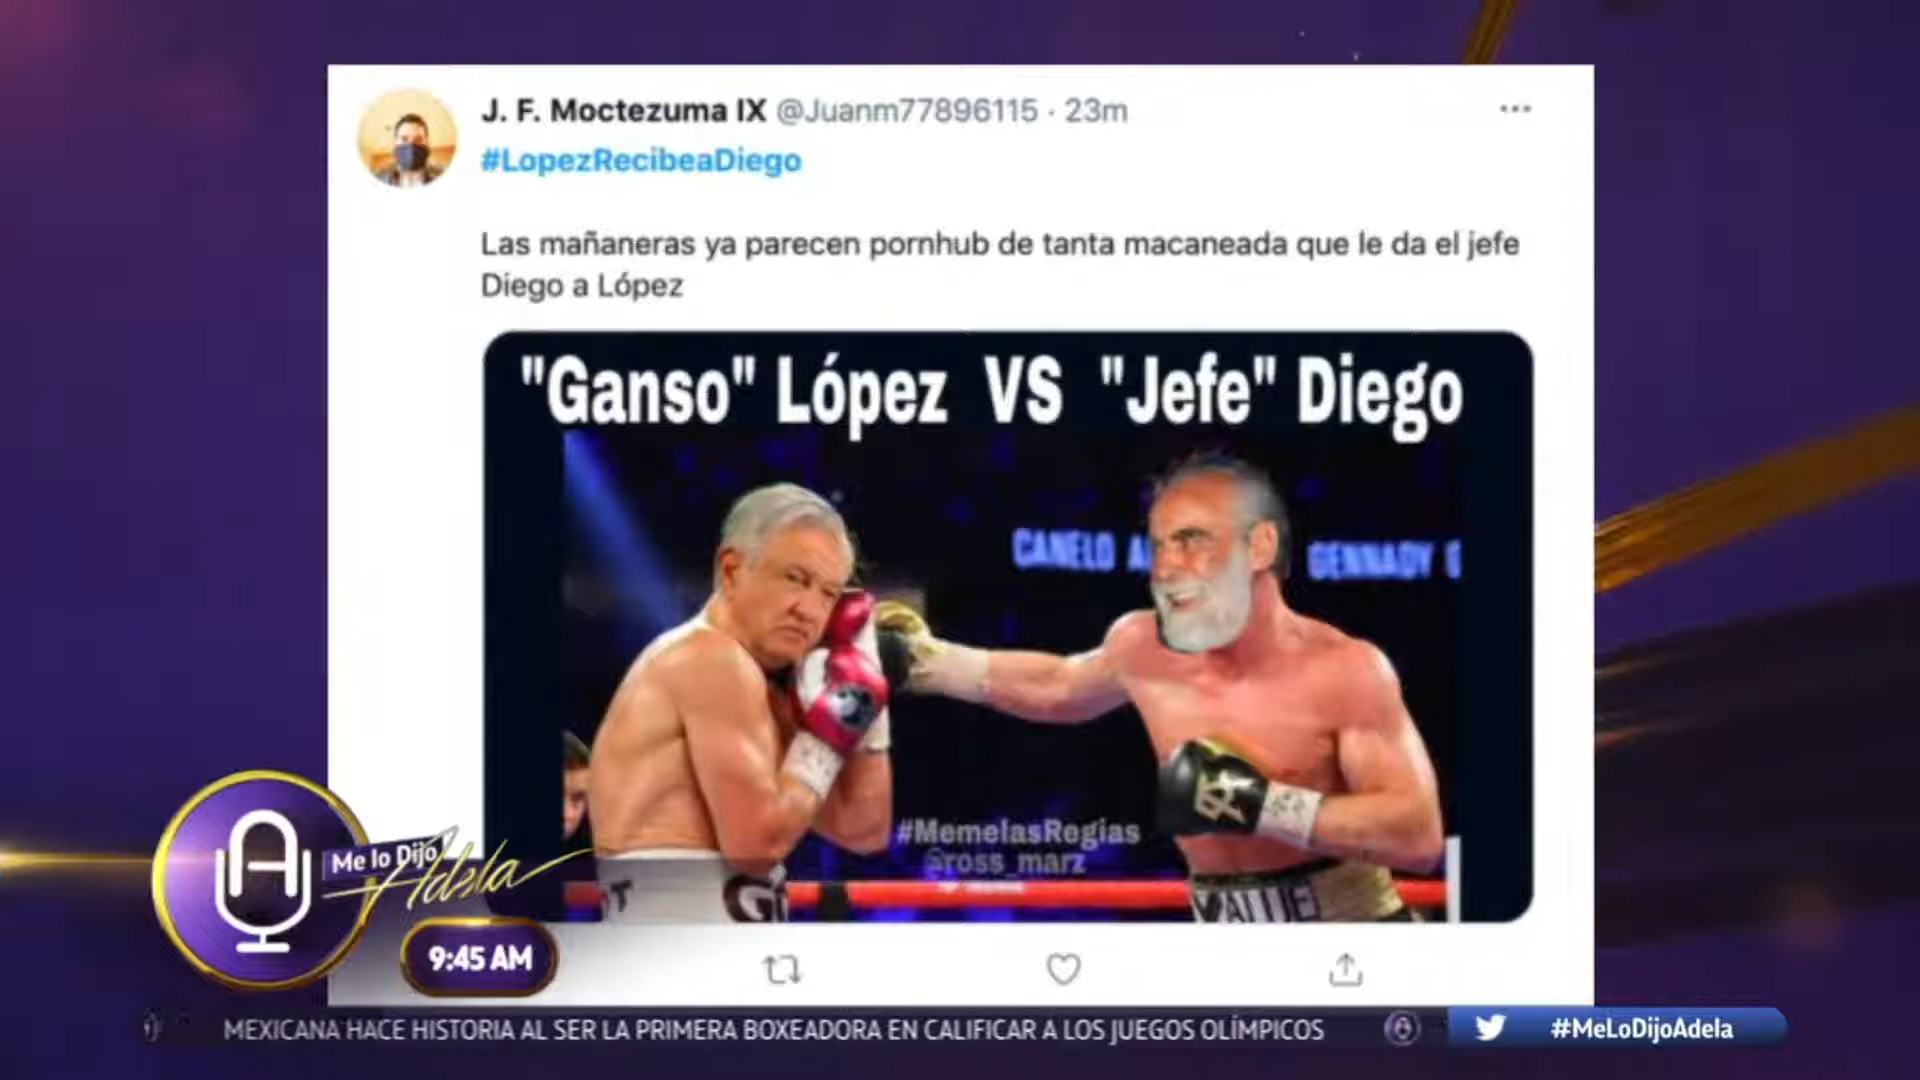 J. F. Moctezuma IX @Juanm77896115 · 23m
#LopezRecibeaDiego
Las mañaneras ya parecen pornhub de tanta macaneada que le da el jefe
Diego a López
"Ganso" López VS "Jefe" Diego
CANELO A
GENNADY G
#MemelasRegias
@ross_marz
Me lo Dijo
Adela
9:45 AM
MEXICANA HACE HISTORIA AL SER LA PRIMERA BOXEADORA EN CALIFICAR A LOS JUEGOS OLÍMPICOS
#MeLoDijoAdela